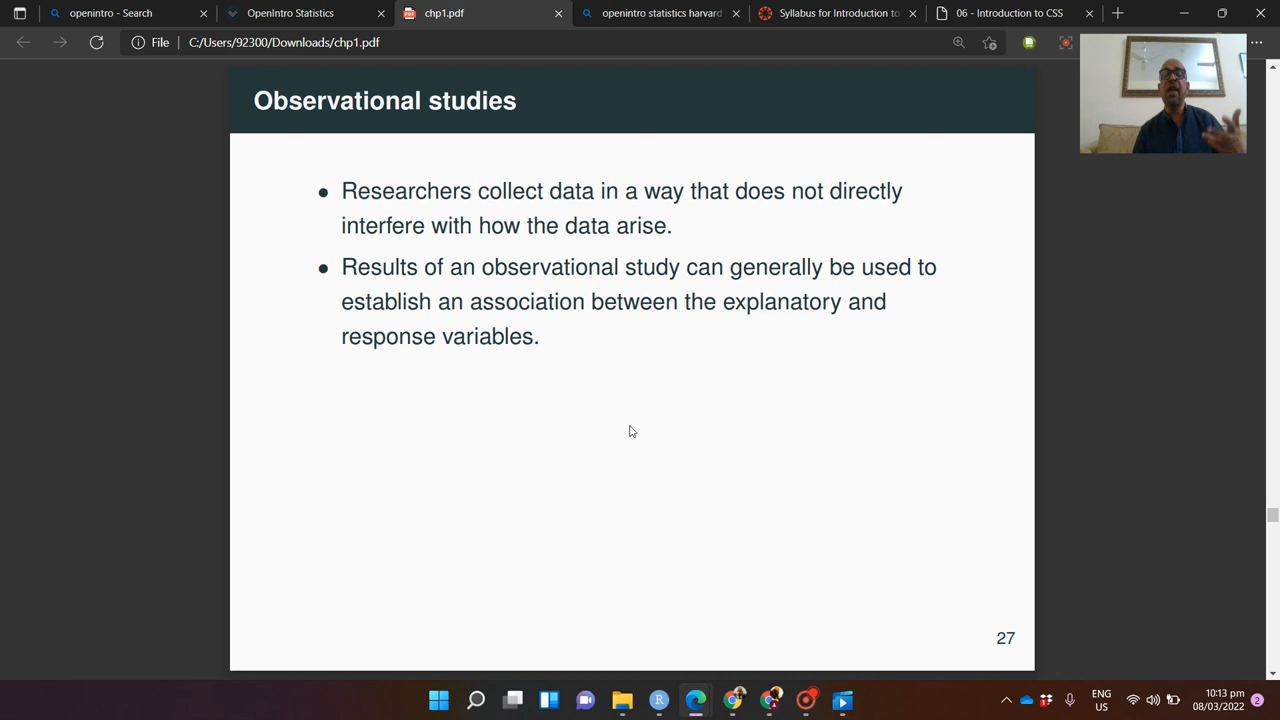 openintro - Search
OpenIntro Statistics
chp1.pdf
openintro statistics harvard
Syllabus for Introduction to
06 - Introduction to CSS
File
C:/Users/92300/Downloads/chp1.pdf
Observational studies
• Researchers collect data in a way that does not directly
interfere with how the data arise.
• Results of an observational study can generally be used to
establish an association between the explanatory and
response variables.
27
ENG
US
10:13 pm
08/03/2022
2